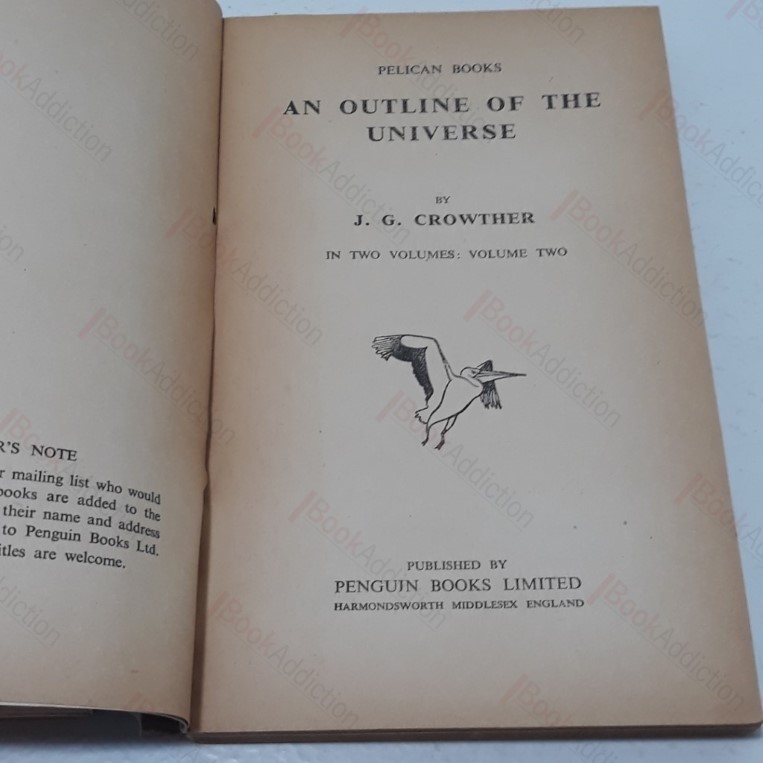 R'S NOTE
r mailing list who would
books are added to the
their name and address
to Penguin Books Ltd.
itles are welcome.
PELICAN BOOKS
AN OUTLINE OF THE
UNIVERSE
BY
J. G. CROWTHER
IN TWO VOLUMES: VOLUME TWO
PUBLISHED BY
PENGUIN BOOKS LIMITED
HARMONDSWORTH MIDDLESEX ENGLAND
BookAddiction